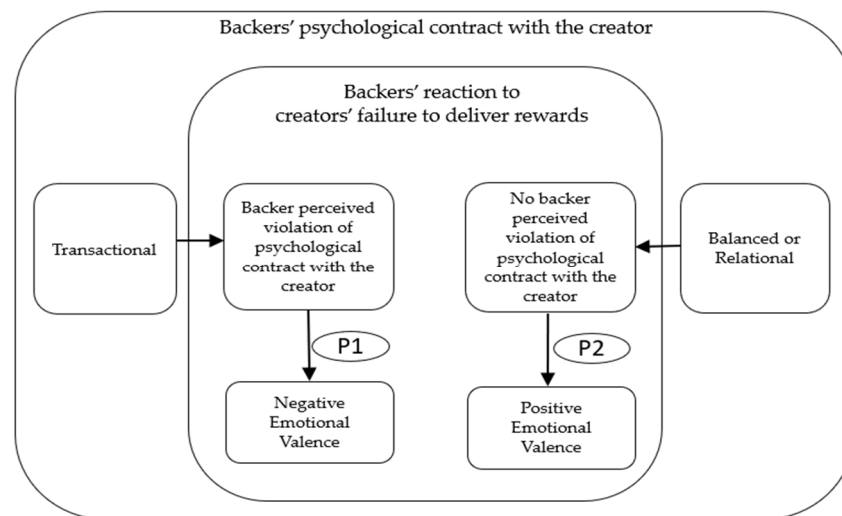 Backers’ psychological contract with the creator
Backers’ reaction to
creators’ failure to deliver rewards
Transactional
Backer perceived
violation of
psychological
contract with the
creator
No backer
perceived
violation of
psychological
contract with the
creator
Balanced or
Relational
P1
P2
Negative
Emotional
Valence
Positive
Emotional
Valence